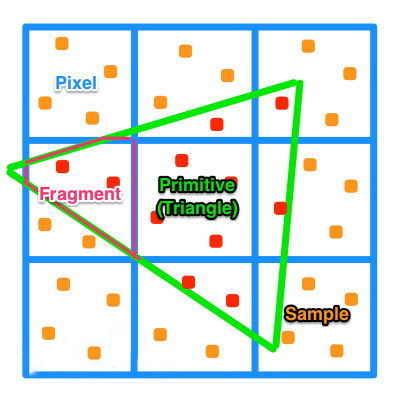 Pixel
Fragment
Primitive
(Triangle)
Sample